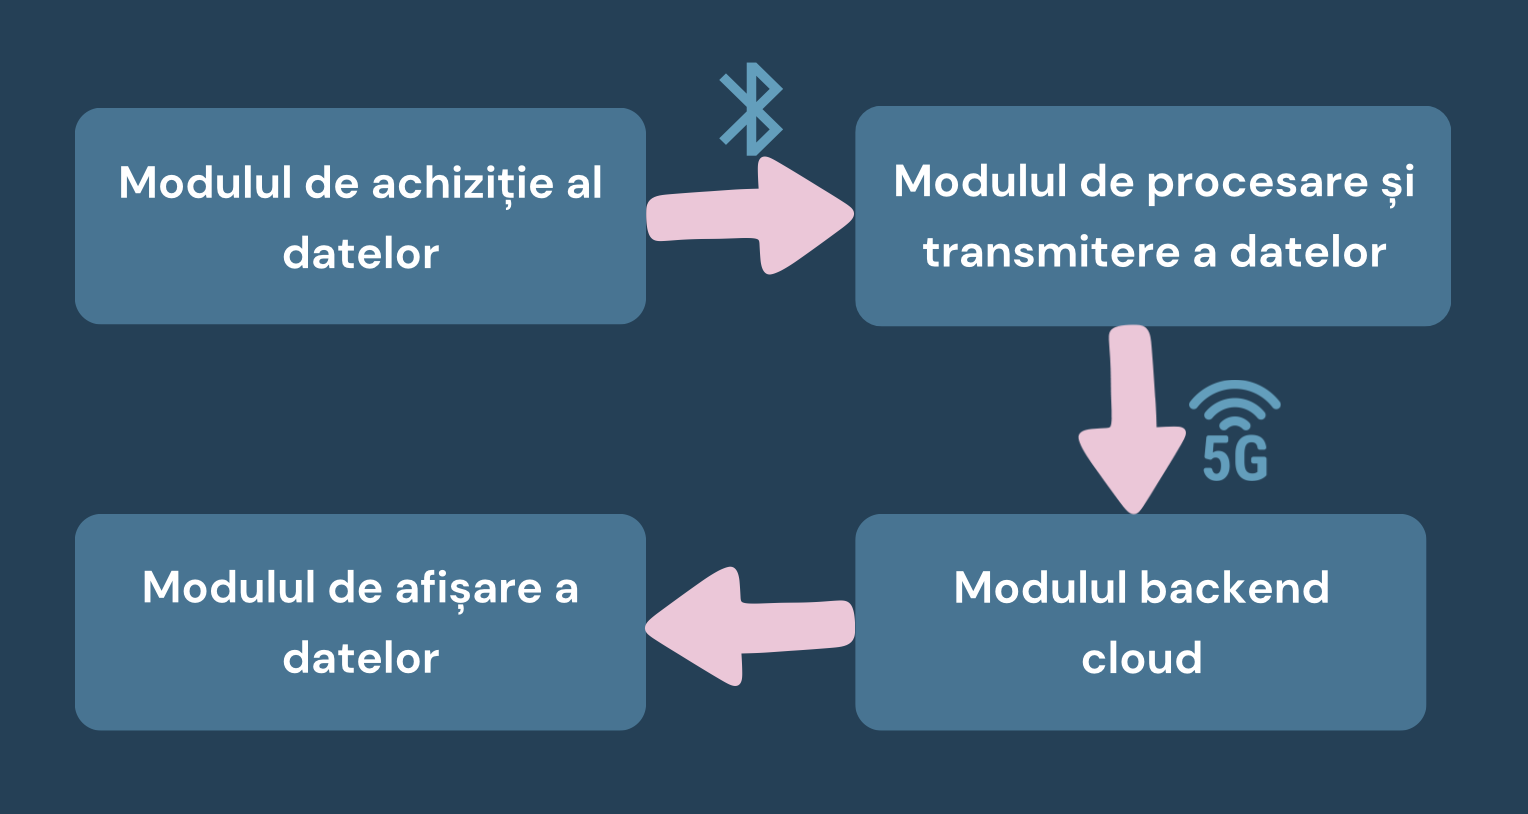 Modulul de achiziție al
datelor
Modulul de procesare și
transmitere a datelor
5G
Modulul de afișare a
datelor
Modulul backend
cloud